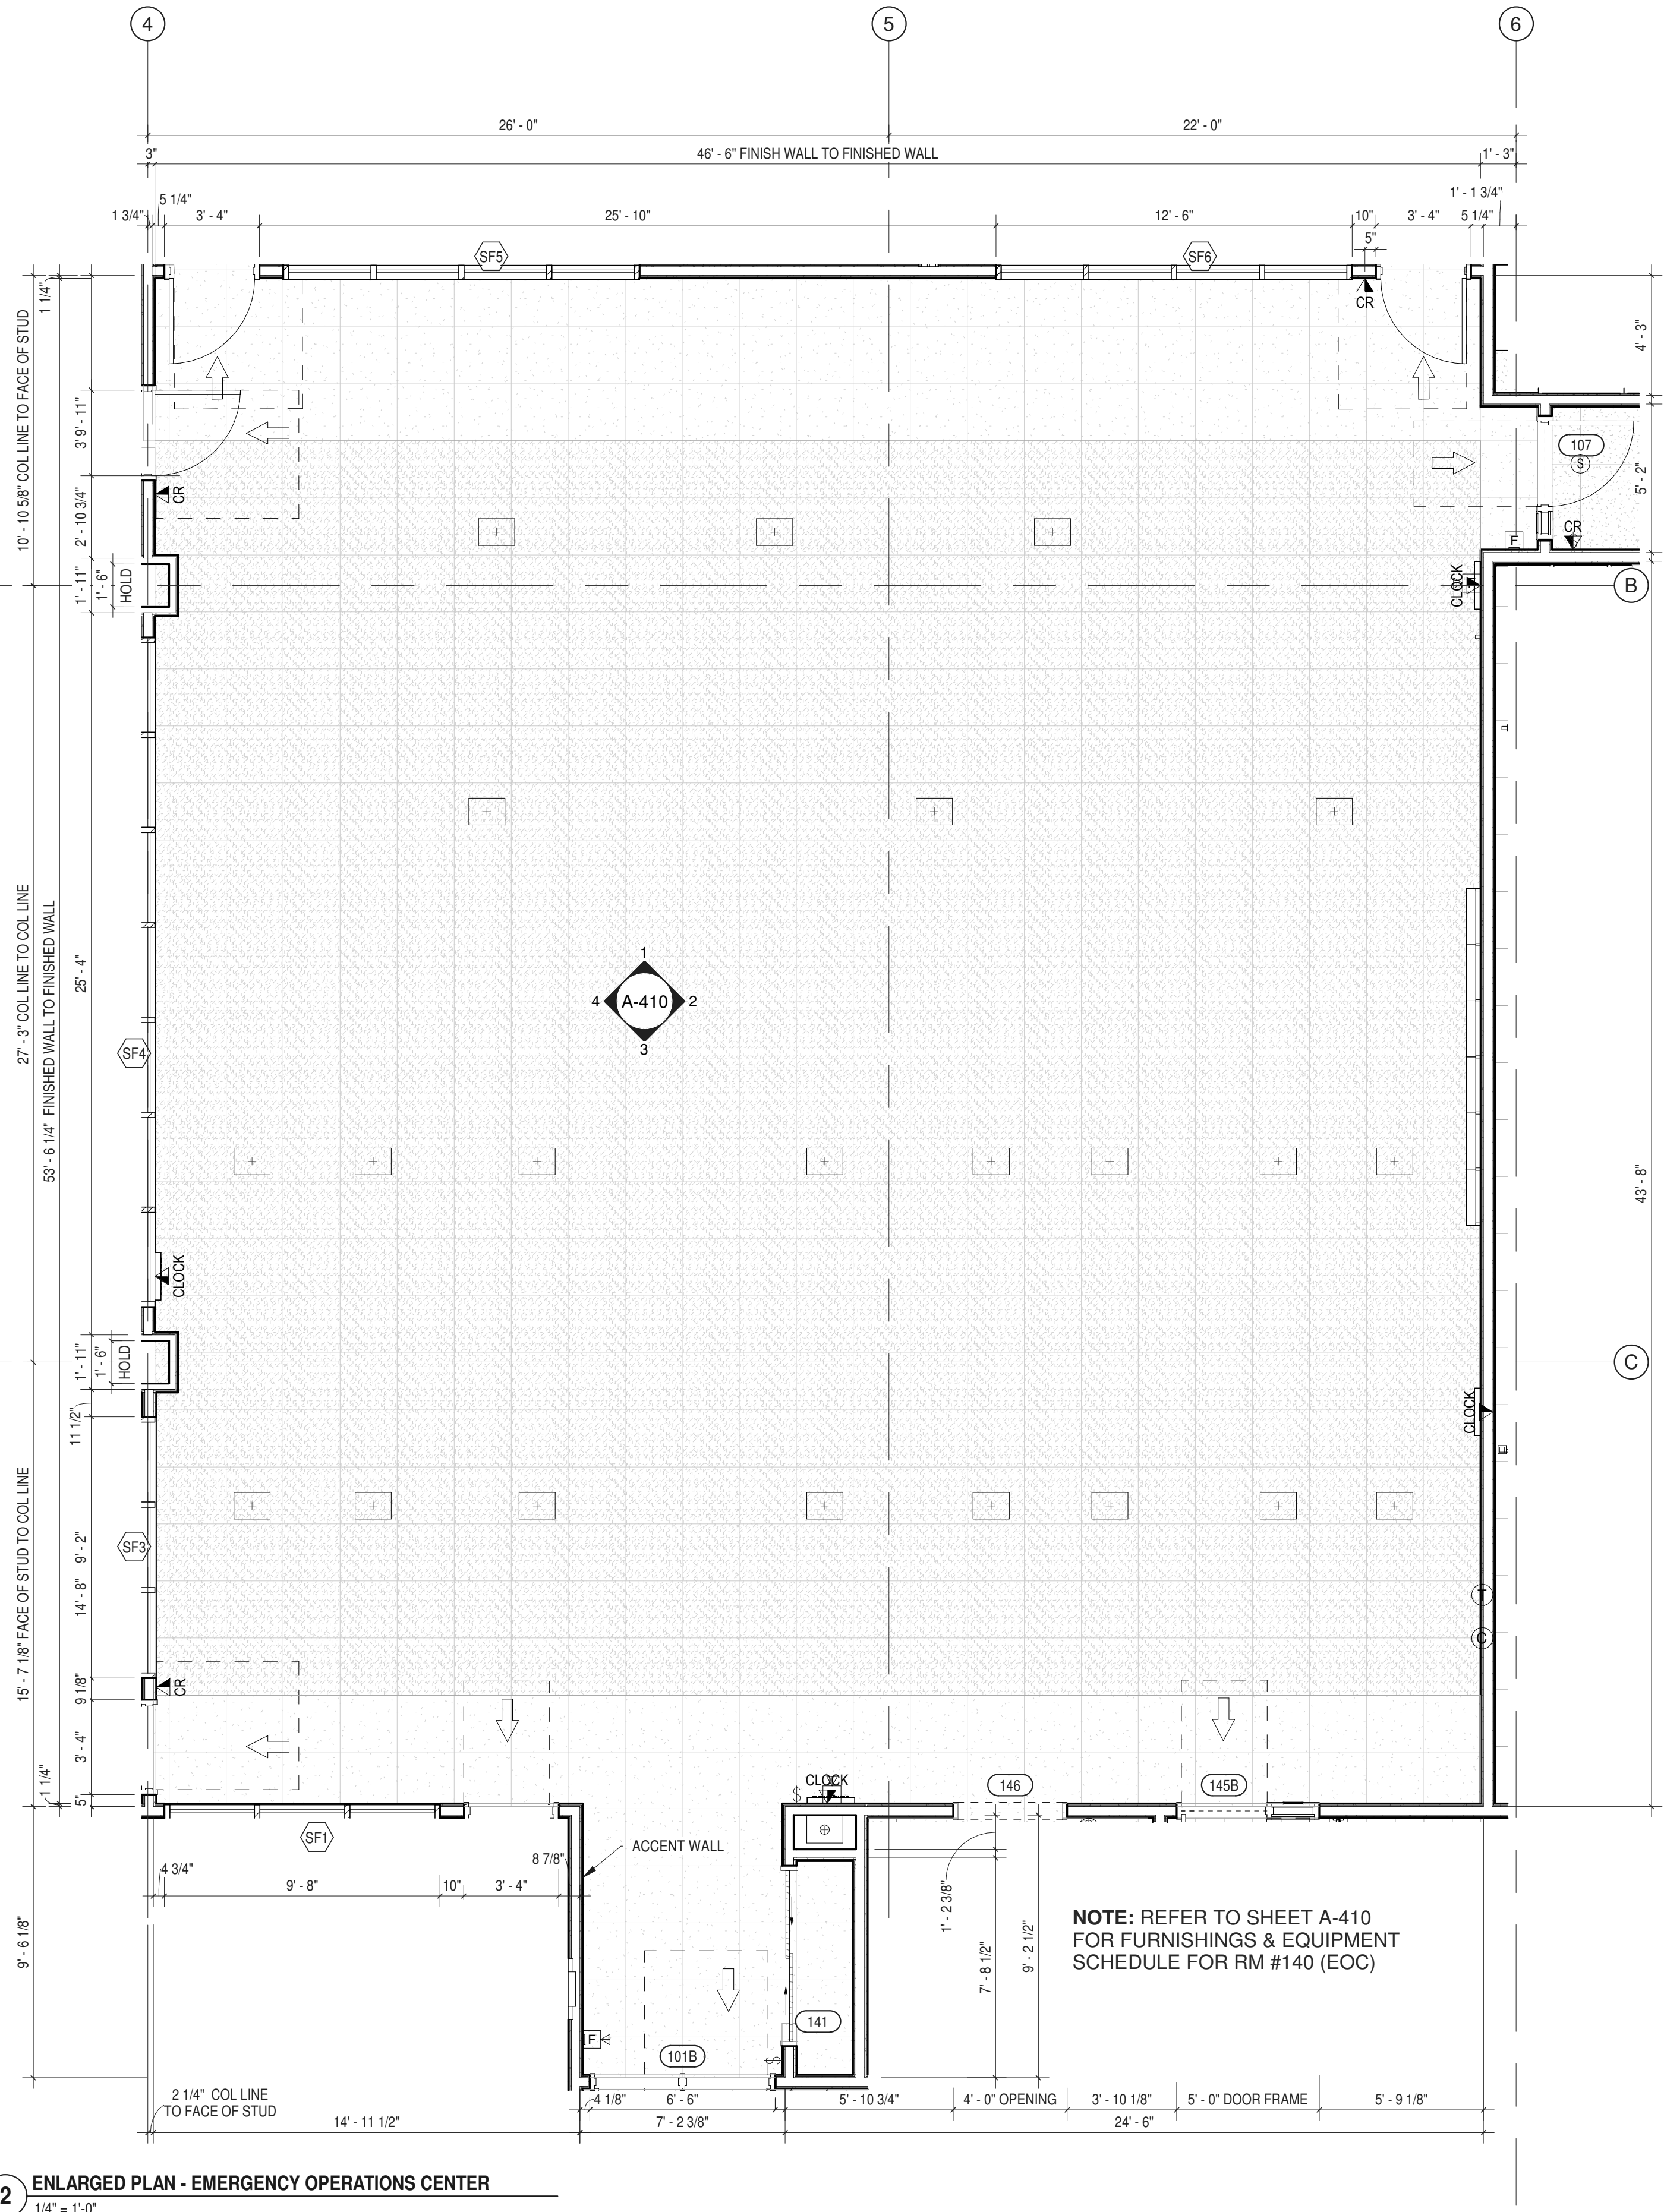 4
5
6
26' - 0"
22' - 0"
3"
46' - 6" FINISH WALL TO FINISHED WALL
1' - 3"
1' - 1 3/4"
5 1/4"
1 3/4"
3' - 4"
25' - 10"
12' - 6"
10"
3' - 4"
5 1/4"
5"
SF5
SF6
CR
1 1/4"
10' - 10 5/8" COL LINE TO FACE OF STUD
3' 9' - 11"
4' - 3"
107
S
5' - 2"
CR
CR
F
2' - 10 3/4"
1' - 11"
1' - 6"
HOLD
CLOCK
B
27' - 3" COL LINE TO COL LINE
53' - 6 1/4" FINISHED WALL TO FINISHED WALL
25' - 4"
SF4
1
4
A-410
2
3
43' - 8"
CLOCK
1' - 11"
1' - 6"
HOLD
C
CLOCK
11 1/2"
15' - 7 1/8" FACE OF STUD TO COL LINE
9' - 2"
14' - 8"
SF3
T
C
9 1/8"
CR
3' - 4"
1 1/4"
5"
$
CLOCK
146
145B
SF1
ACCENT WALL
4 3/4"
8 7/8"
9' - 8"
10"
3' - 4"
9' - 6 1/8"
1' - 2 3/8"
7' - 8 1/2"
9' - 2 1/2"
NOTE: REFER TO SHEET A-410
FOR FURNISHINGS & EQUIPMENT
SCHEDULE FOR RM #140 (EOC)
141
F
101B
$
2 1/4" COL LINE
TO FACE OF STUD
4 1/8"
6' - 6"
5' - 10 3/4"
4' - 0" OPENING
3' - 10 1/8"
5' - 0" DOOR FRAME
5' - 9 1/8"
14' - 11 1/2"
7' - 2 3/8"
24' - 6"
2
ENLARGED PLAN - EMERGENCY OPERATIONS CENTER
1/4" = 1'-0"